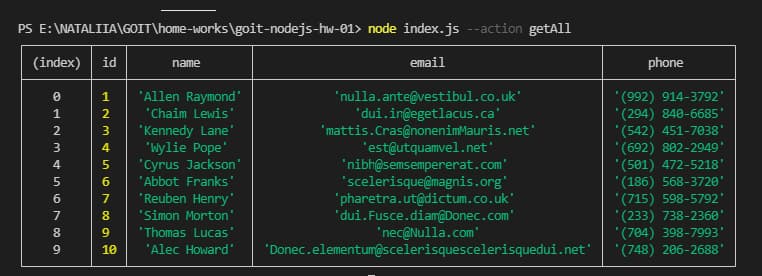 PS E:\NATALIIA\GOIT\home-works\goit-nodejs-hw-01> node index.js --action getAll
(index) id name email phone
0 1 'Allen Raymond' 'nulla.ante@vestibul.co.uk' '(992) 914-3792'
1 2 'Chaim Lewis' 'dui.in@egetlacus.ca' '(294) 840-6685'
2 3 'Kennedy Lane' 'mattis.Cras@nonenimMauris.net' '(542) 451-7038'
3 4 'Wylie Pope' 'est@utquamvel.net' '(692) 802-2949'
4 5 'Cyrus Jackson' 'nibh@semsempererat.com' '(501) 472-5218'
5 6 'Abbot Franks' 'scelerisque@magnis.org' '(186) 568-3720'
6 7 'Reuben Henry' 'pharetra.ut@dictum.co.uk' '(715) 598-5792'
7 8 'Simon Morton' 'dui.Fusce.diam@Donec.com' '(233) 738-2360'
8 9 'Thomas Lucas' 'nec@Nulla.com' '(704) 398-7993'
9 10 'Alec Howard' 'Donec.elementum@scelerisquescelerisquedui.net' '(748) 206-2688'